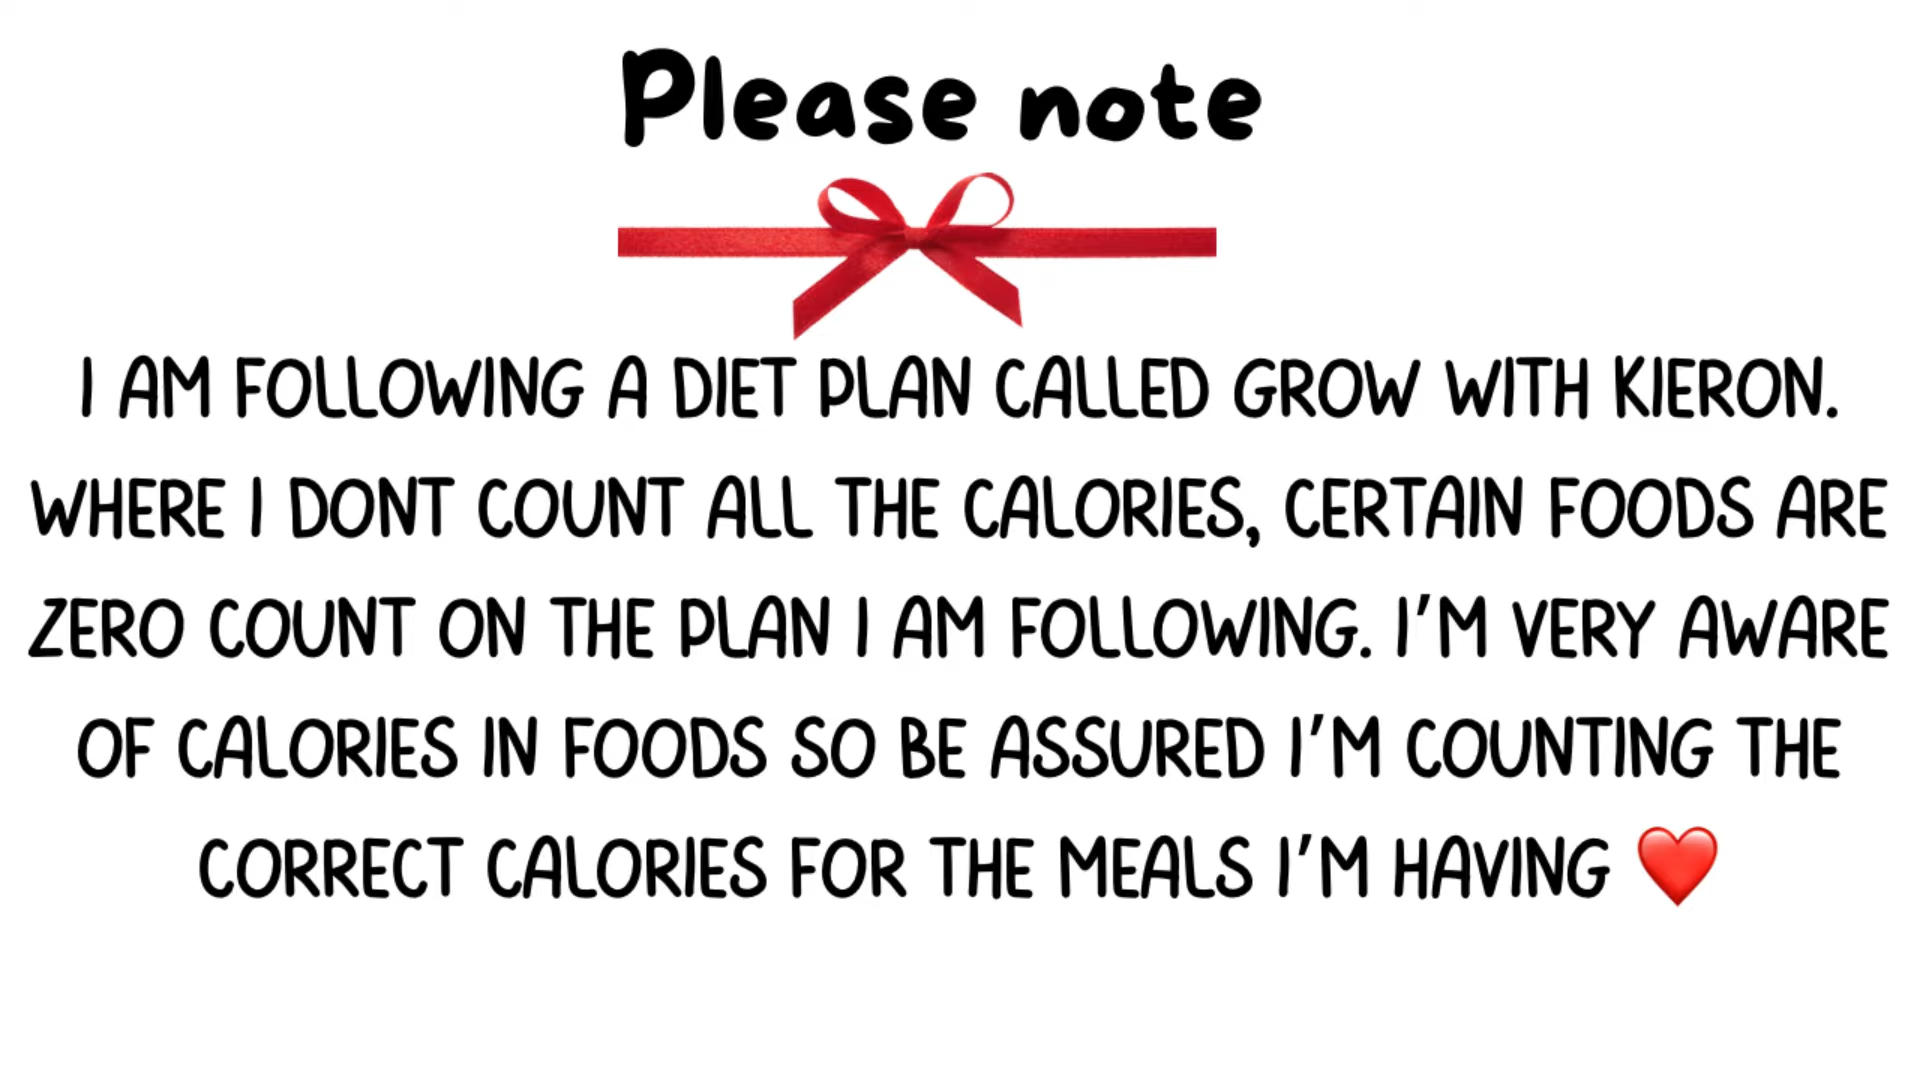 Please note
I AM FOLLOWING A DIET PLAN CALLED GROW WITH KIERON.
WHERE I DONT COUNT ALL THE CALORIES, CERTAIN FOODS ARE
ZERO COUNT ON THE PLAN I AM FOLLOWING. I'M VERY AWARE
OF CALORIES IN FOODS SO BE ASSURED I'M COUNTING THE
CORRECT CALORIES FOR THE MEALS I'M HAVING ❤️